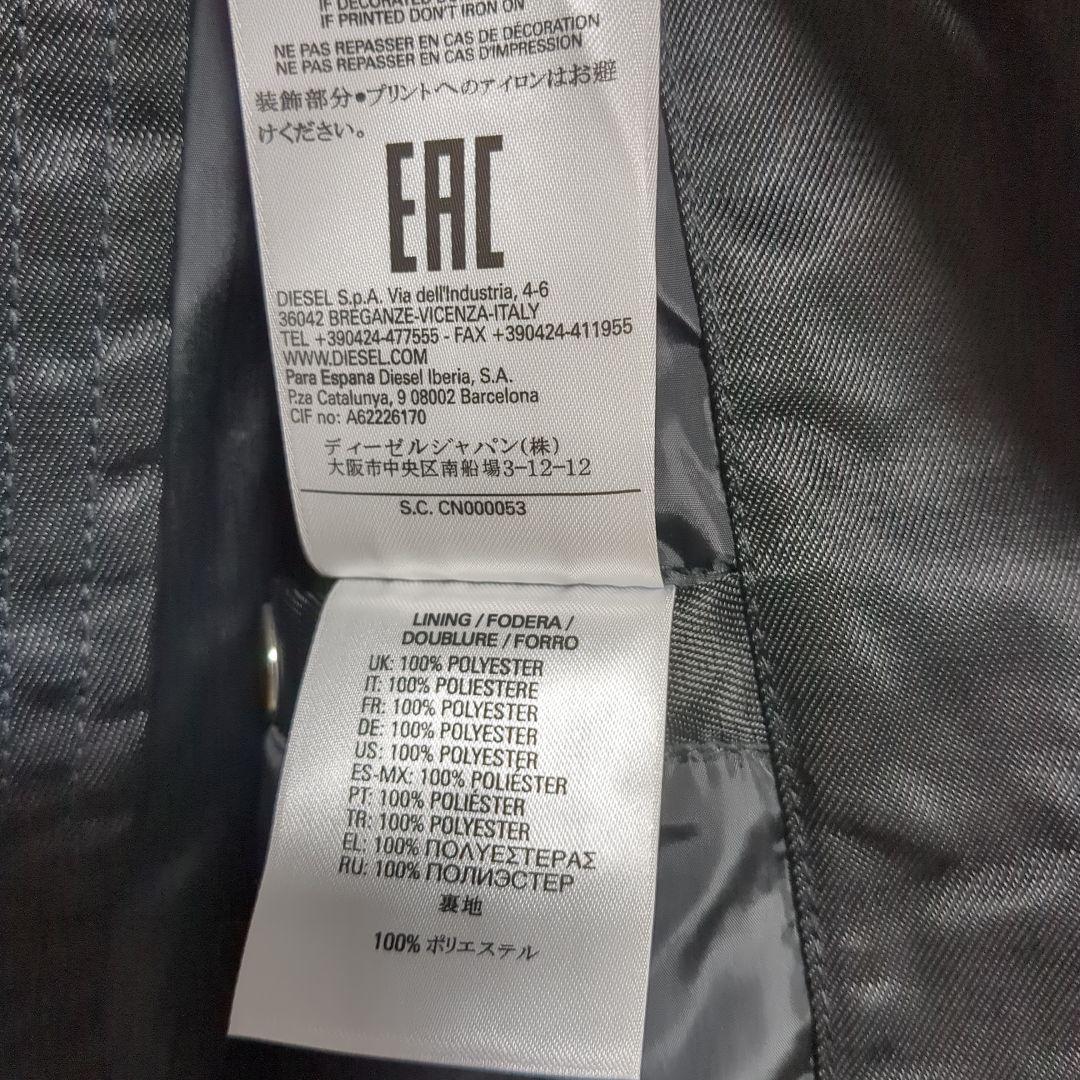 IF DECORATED
IF PRINTED DON'T IRON ON
NE PAS REPASSER EN CAS DE DÉCORATION
NE PAS REPASSER EN CAS D'IMPRESSION
装飾部分●プリントへのアイロンはお避
けください。
EAC
DIESEL S.p.A. Via dell'Industria, 4-6
36042 BREGANZE-VICENZA-ITALY
TEL +390424-477555 - FAX +390424-411955
WWW.DIESEL.COM
Para Espana Diesel Iberia, S.A.
P.za Catalunya, 9 08002 Barcelona
CIF no: A62226170
ディーゼルジャパン(株)
大阪市中央区南船場3-12-12
S.C. CN000053
LINING / FODERA /
DOUBLURE / FORRO
UK: 100% POLYESTER
IT: 100% POLIESTERE
FR: 100% POLYESTER
DE: 100% POLYESTER
US: 100% POLYESTER
ES-MX: 100% POLIÉSTER
PT: 100% POLIÉSTER
TR: 100% POLYESTER
EL: 100% ΠΟΛΥΕΣΤΕΡΑΣ
RU: 100% ПОЛИЭСТЕР
裏地
100% ポリエステル